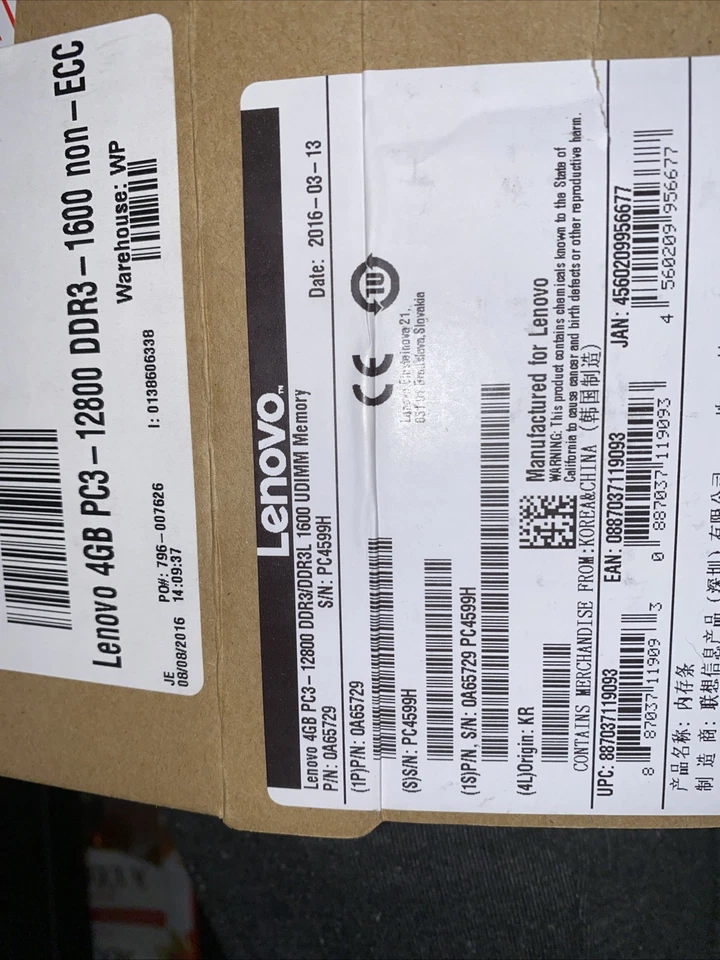 Lenovo 4GB PC3-12800 DDR3-1600 non-ECC
Warehouse: WP
JE PO#: 796-007626 I: 0138606338
08/08/2016 14:09:37
Lenovo™
Lenovo 4GB PC3-12800 DDR3/DDR3L 1600 UDIMM Memory
P/N: 0A65729 S/N: PC4599H Date: 2016-03-13
(1P)P/N: 0A65729
CE 10
21,
Slovakia
(S)S/N: PC4599H
(1S)P/N, S/N: 0A65729 PC4599H
(4L)Origin: KR
Manufactured for Lenovo
WARNING: This product contains chemicals known to the State of
California to cause cancer and birth defects or other reproductive harm.
CONTAINS MERCHANDISE FROM:KOREA&CHINA (韩国制造)
UPC: 887037119093 EAN: 0887037119093 JAN: 4560209956677
8 87037 11909 3 0 887037 119093 4 560209 956677
产品名称: 内存条
制 造 商: 联想信息产品 (深圳) 有限公司